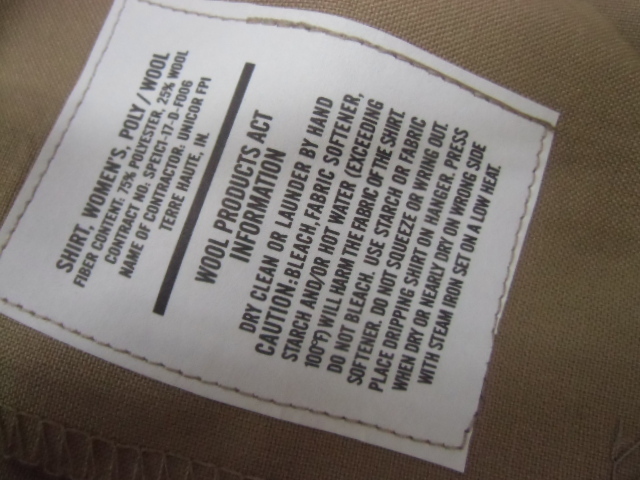 SHIRT, WOMEN'S, POLY/WOOL
FIBER CONTENT: 75% POLYESTER, 25% WOOL
CONTRACT NO: SPE1C1-17-D-F006
NAME OF CONTRACTOR: UNICOR FPI
TERRE HAUTE, IN.
WOOL PRODUCTS ACT
INFORMATION
DRY CLEAN OR LAUNDER BY HAND
CAUTION: BLEACH, FABRIC SOFTENER,
STARCH AND/OR HOT WATER (EXCEEDING
100°F) WILL HARM THE FABRIC OF THE SHIRT.
DO NOT BLEACH. USE STARCH OR FABRIC
SOFTENER. DO NOT SQUEEZE OR WRING OUT.
PLACE DRIPPING SHIRT ON HANGER. PRESS
WHEN DRY OR NEARLY DRY ON WRONG SIDE
WITH STEAM IRON SET ON A LOW HEAT.